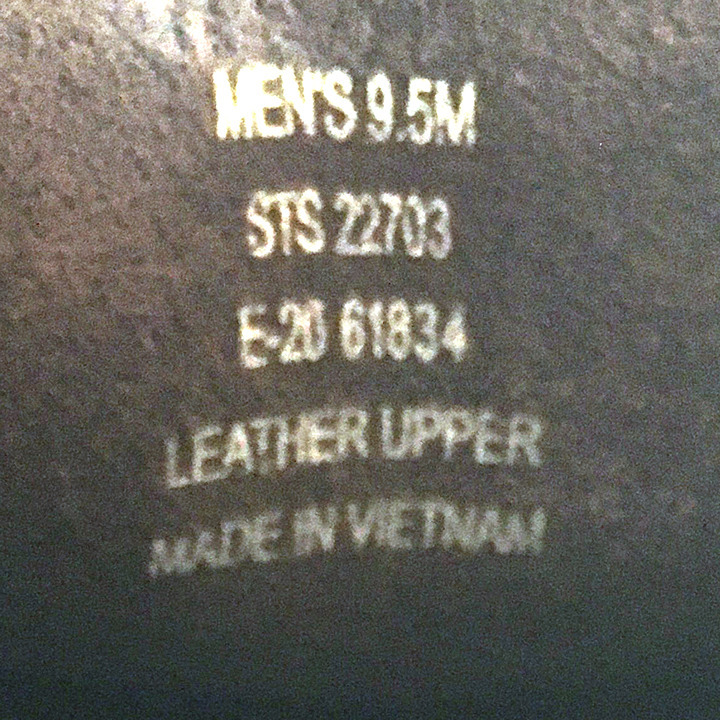 MEN'S 9.5M
STS 22703
E-20 61834
LEATHER UPPER
MADE IN VIETNAM